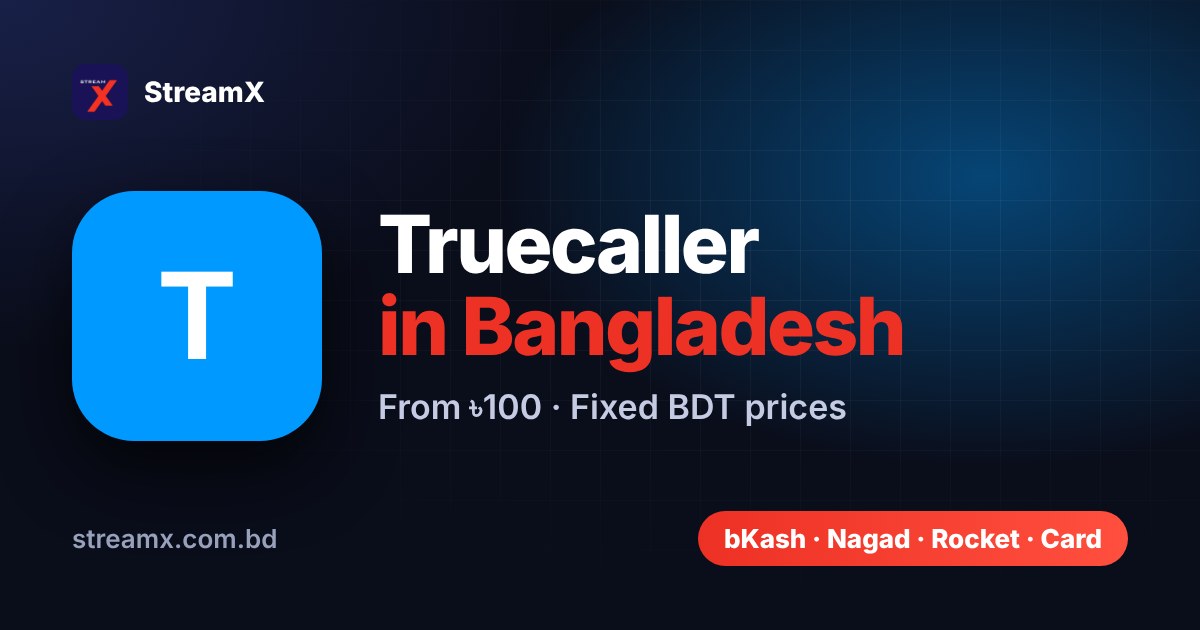 STREAM
X
StreamX
T
Truecaller
in Bangladesh
From ৳100 · Fixed BDT prices
streamx.com.bd
bKash · Nagad · Rocket · Card